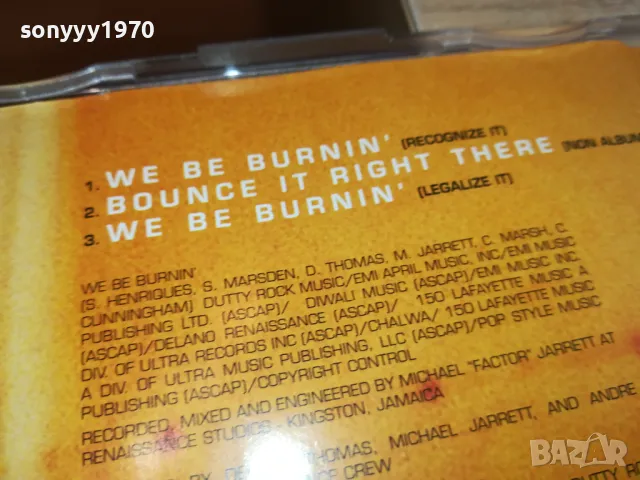 sonyyy1970
1. WE BE BURNIN' (RECOGNIZE IT)
2. BOUNCE IT RIGHT THERE (NON ALBUM
3. WE BE BURNIN' (LEGALIZE IT)
WE BE BURNIN'
(S. HENRIQUES, S. MARSDEN, D. THOMAS, M. JARRETT, C. MARSH, C.
CUNNINGHAM) DUTTY ROCK MUSIC/EMI APRIL MUSIC, INC/EMI MUSIC
PUBLISHING LTD. (ASCAP)/ DIWALI MUSIC (ASCAP)/EMI MUSIC INC.
(ASCAP)/DELANO RENAISSANCE (ASCAP)/ 150 LAFAYETTE MUSIC A
DIV. OF ULTRA RECORDS INC (ASCAP)/CHALWA/ 150 LAFAYETTE MUSIC
A DIV. OF ULTRA MUSIC PUBLISHING, LLC (ASCAP)/POP STYLE MUSIC
PUBLISHING (ASCAP)/COPYRIGHT CONTROL
RECORDED, MIXED AND ENGINEERED BY MICHAEL "FACTOR" JARRETT AT
RENAISSANCE STUDIOS, KINGSTON, JAMAICA
BY THOMAS, MICHAEL JARRETT, AND ANDRE
CREW
DUTTY RO
BAZAR